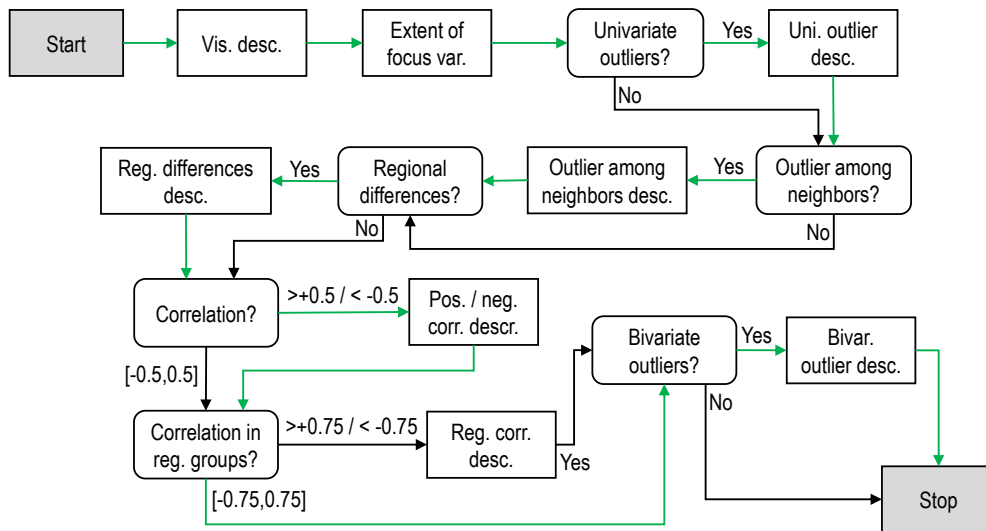 Start
Vis. desc.
Extent of
focus var.
Univariate
outliers?
Yes
Uni. outlier
desc.
No
Reg. differences
desc.
Yes
Regional
differences?
Outlier among
neighbors desc.
Yes
Outlier among
neighbors?
No
No
Correlation?
>+0.5 / < -0.5
Pos. / neg.
corr. descr.
Bivariate
outliers?
Yes
Bivar.
outlier desc.
[-0.5,0.5]
No
Correlation in
reg. groups?
>+0.75 / < -0.75
Reg. corr.
desc.
Yes
[-0.75,0.75]
Stop